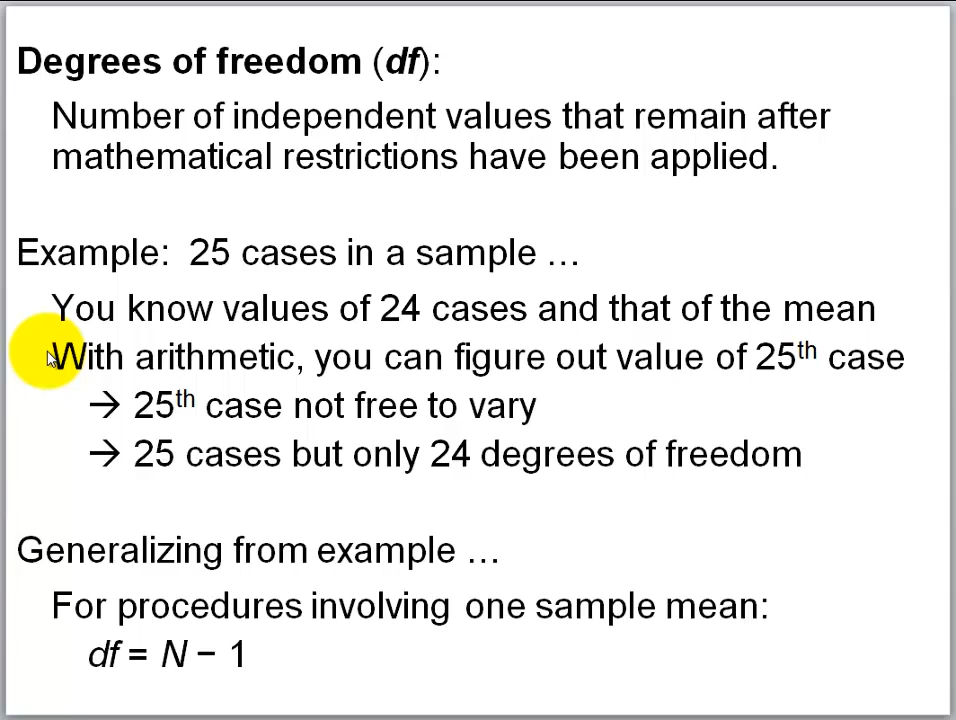 Degrees of freedom (df):
Number of independent values that remain after
mathematical restrictions have been applied.
Example: 25 cases in a sample …
You know values of 24 cases and that of the mean
With arithmetic, you can figure out value of 25th case
→ 25th case not free to vary
→ 25 cases but only 24 degrees of freedom
Generalizing from example …
For procedures involving one sample mean:
df = N − 1